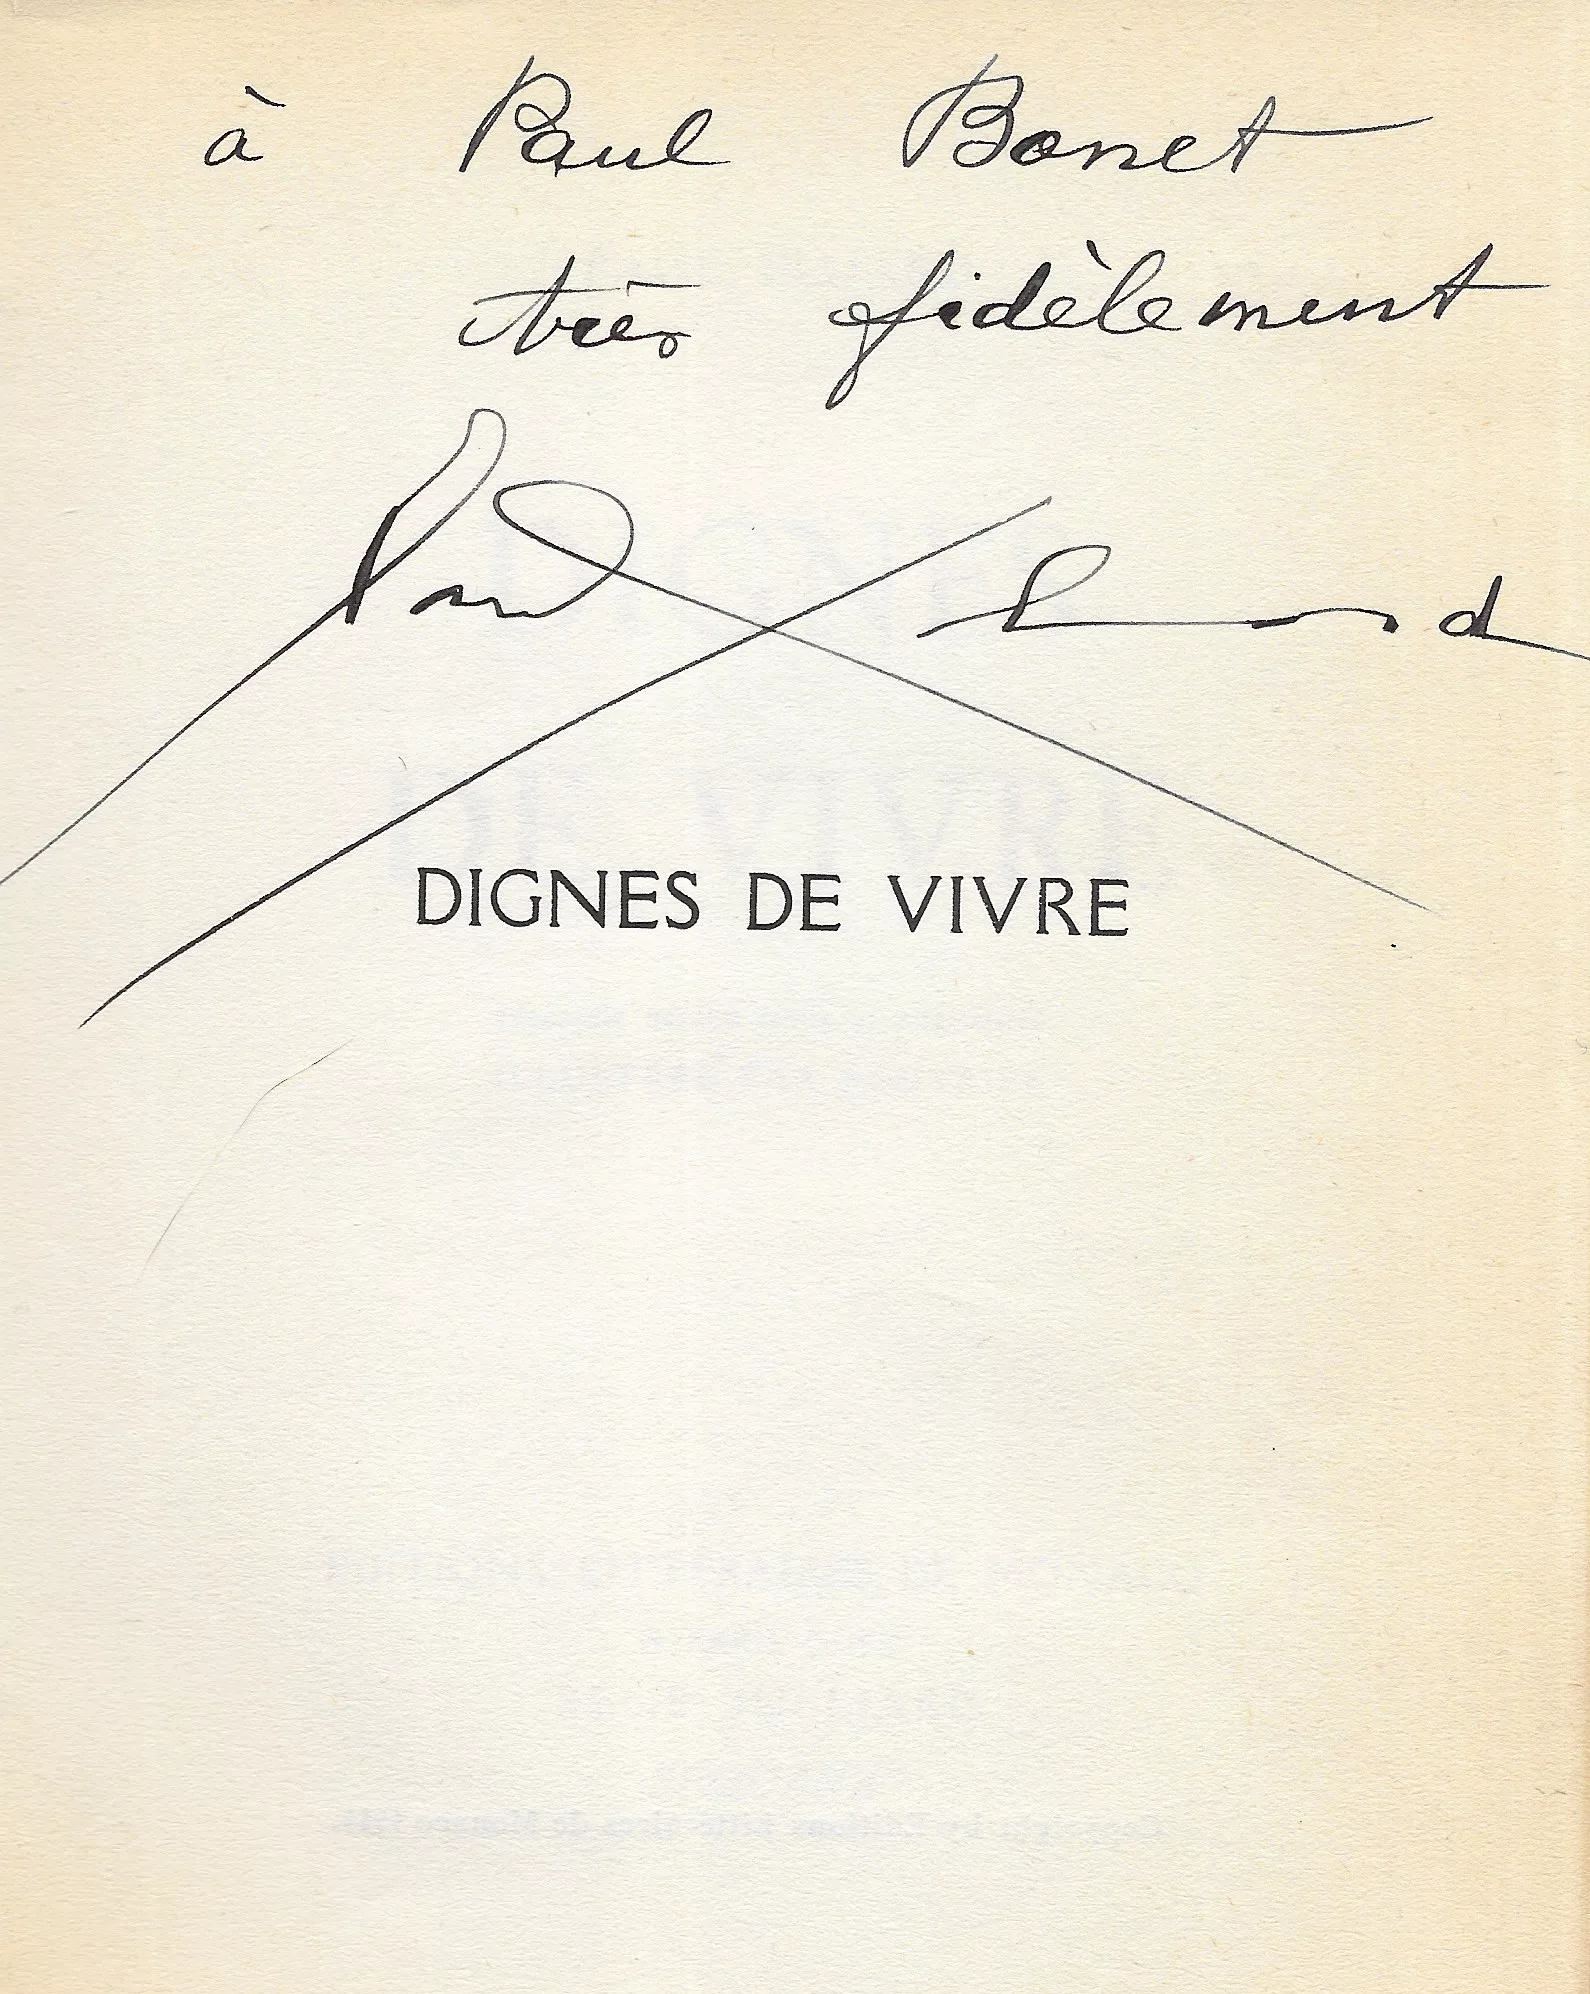 à Paul Bonet
très fidèlement
Paul Eluard
DIGNES DE VIVRE